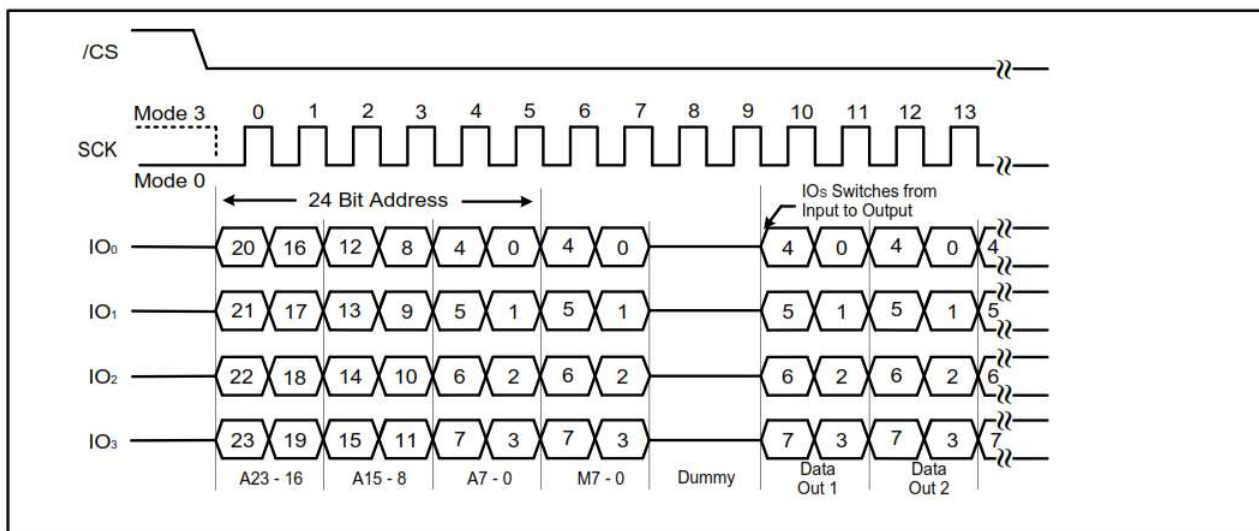 /CS
Mode 3 0 1 2 3 4 5 6 7 8 9 10 11 12 13
SCK
Mode 0
24 Bit Address
IOs Switches from
Input to Output
IO0 20 16 12 8 4 0 4 0 4 0 4 0 4
IO1 21 17 13 9 5 1 5 1 5 1 5 1 5
IO2 22 18 14 10 6 2 6 2 6 2 6 2 6
IO3 23 19 15 11 7 3 7 3 7 3 7 3 7
A23 - 16 A15 - 8 A7 - 0 M7 - 0 Dummy Data Out 1 Data Out 2